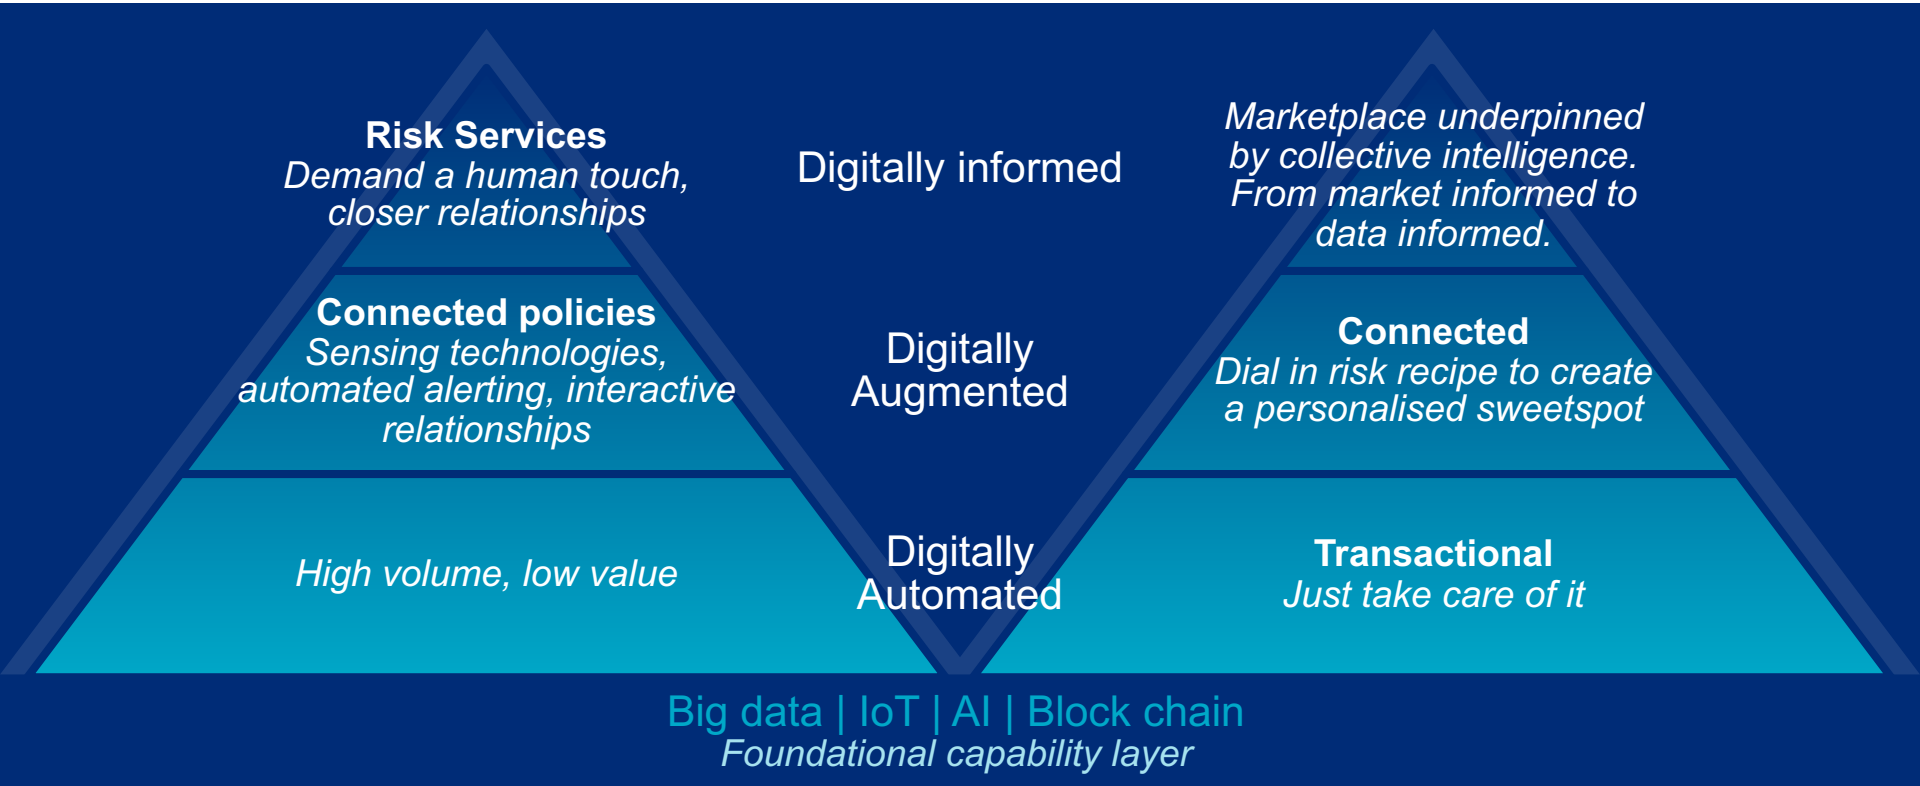 Risk Services
Demand a human touch,
closer relationships
Digitally informed
Marketplace underpinned
by collective intelligence.
From market informed to
data informed.
Connected policies
Sensing technologies,
automated alerting, interactive
relationships
Digitally
Augmented
Connected
Dial in risk recipe to create
a personalised sweetspot
High volume, low value
Digitally
Automated
Transactional
Just take care of it
Big data | IoT | AI | Block chain
Foundational capability layer